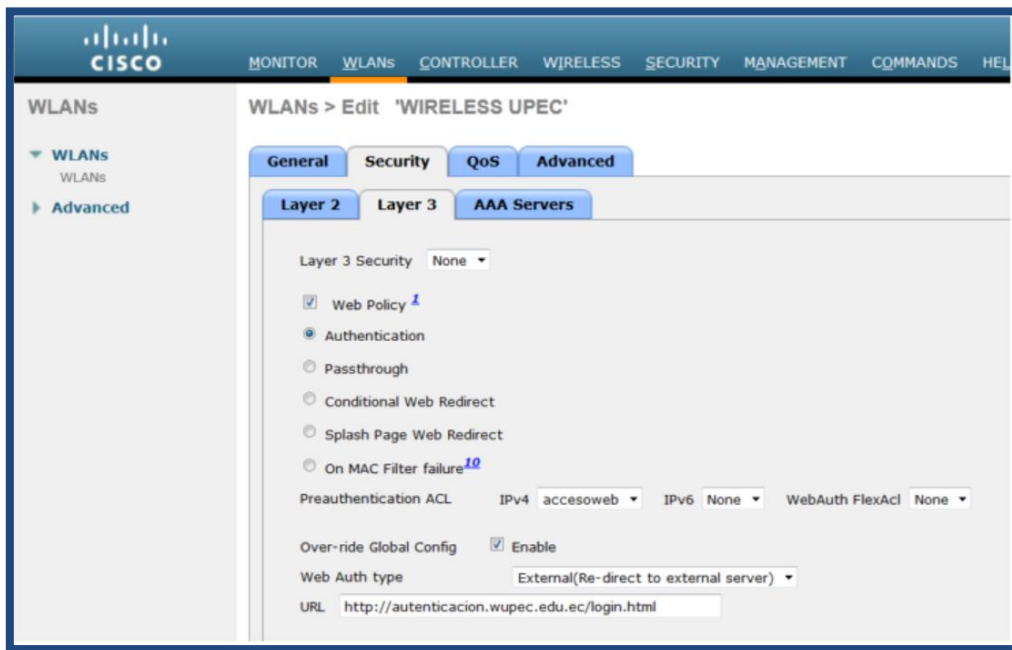 CISCO
MONITOR WLANs CONTROLLER WIRELESS SECURITY MANAGEMENT COMMANDS HEL
WLANs
WLANs > Edit 'WIRELESS UPEC'
WLANs
WLANs
Advanced
General Security QoS Advanced
Layer 2 Layer 3 AAA Servers
Layer 3 Security None
Web Policy 1
Authentication
Passthrough
Conditional Web Redirect
Splash Page Web Redirect
On MAC Filter failure10
Preauthentication ACL IPv4 accesoweb IPv6 None WebAuth FlexAcl None
Over-ride Global Config Enable
Web Auth type External(Re-direct to external server)
URL http://autenticacion.wupec.edu.ec/login.html